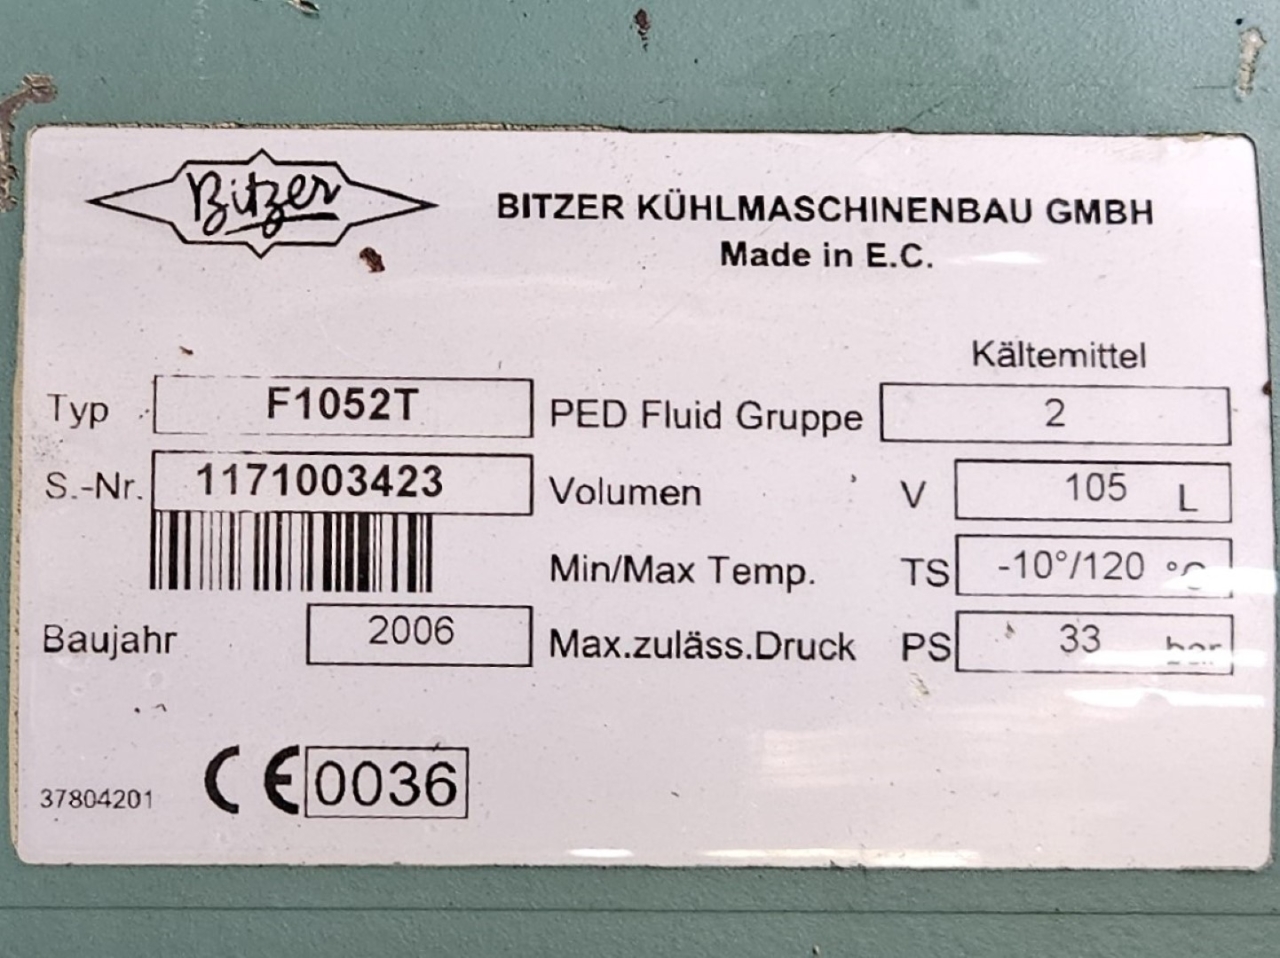 Bitzer
BITZER KÜHLMASCHINENBAU GMBH
Made in E.C.
Kältemittel
Typ F1052T PED Fluid Gruppe 2
S.-Nr. 1171003423 Volumen V 105 L
Min/Max Temp. TS -10°/120 °C
Baujahr 2006 Max.zuläss.Druck PS 33 bar
37804201 CE 0036